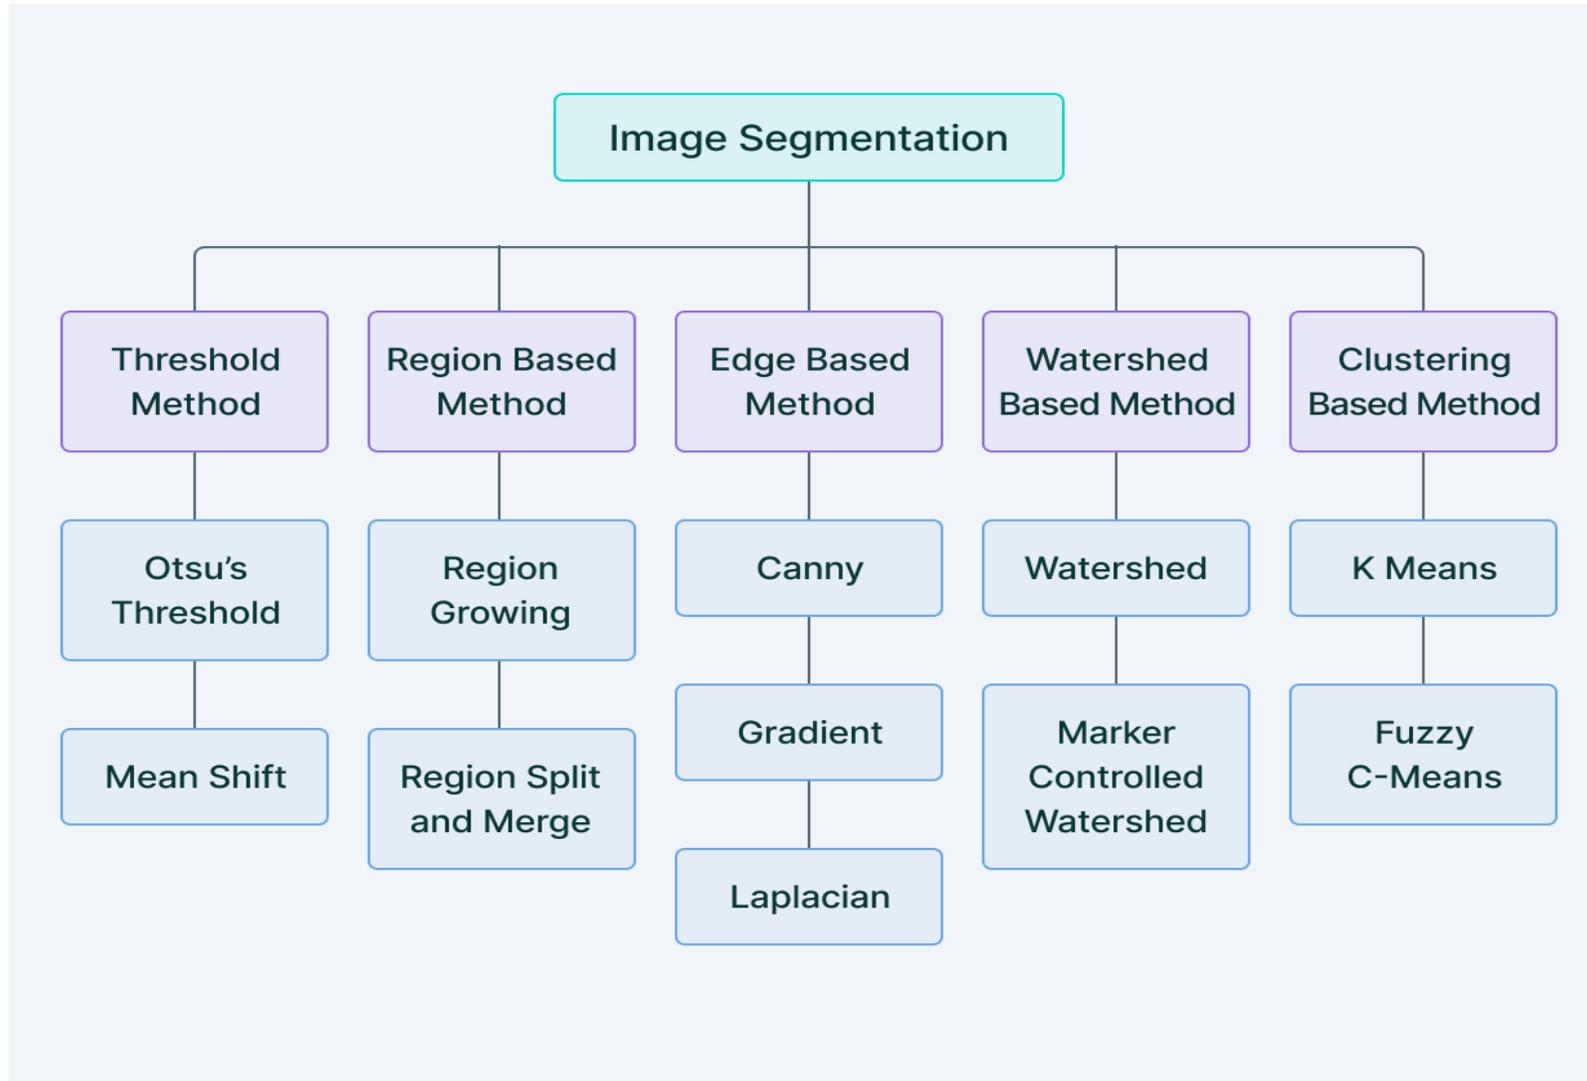 Image Segmentation
Threshold
Method
Region Based
Method
Edge Based
Method
Watershed
Based Method
Clustering
Based Method
Otsu’s
Threshold
Region
Growing
Canny
Watershed
K Means
Mean Shift
Region Split
and Merge
Gradient
Marker
Controlled
Watershed
Fuzzy
C-Means
Laplacian